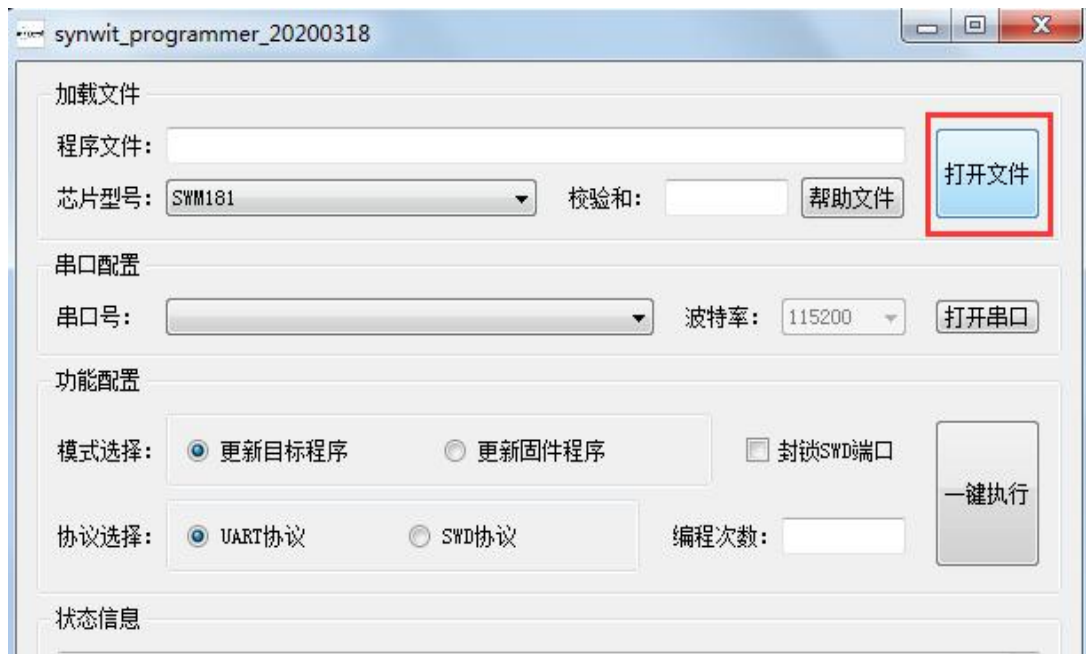 synwit_programmer_20200318
加载文件
程序文件:
打开文件
芯片型号: SWM181 校验和: 帮助文件
串口配置
串口号: 波特率: 115200 打开串口
功能配置
模式选择: 更新目标程序 更新固件程序 封锁SWD端口
一键执行
协议选择: UART协议 SWD协议 编程次数:
状态信息